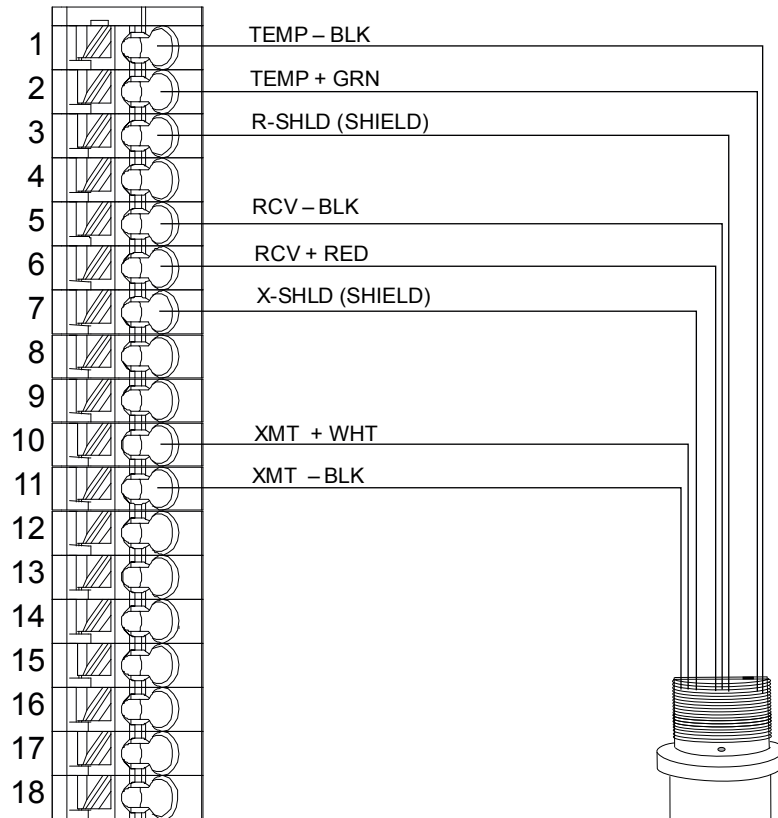 1 TEMP – BLK
2 TEMP + GRN
3 R-SHLD (SHIELD)
4
5 RCV – BLK
6 RCV + RED
7 X-SHLD (SHIELD)
8
9
10 XMT + WHT
11 XMT – BLK
12
13
14
15
16
17
18